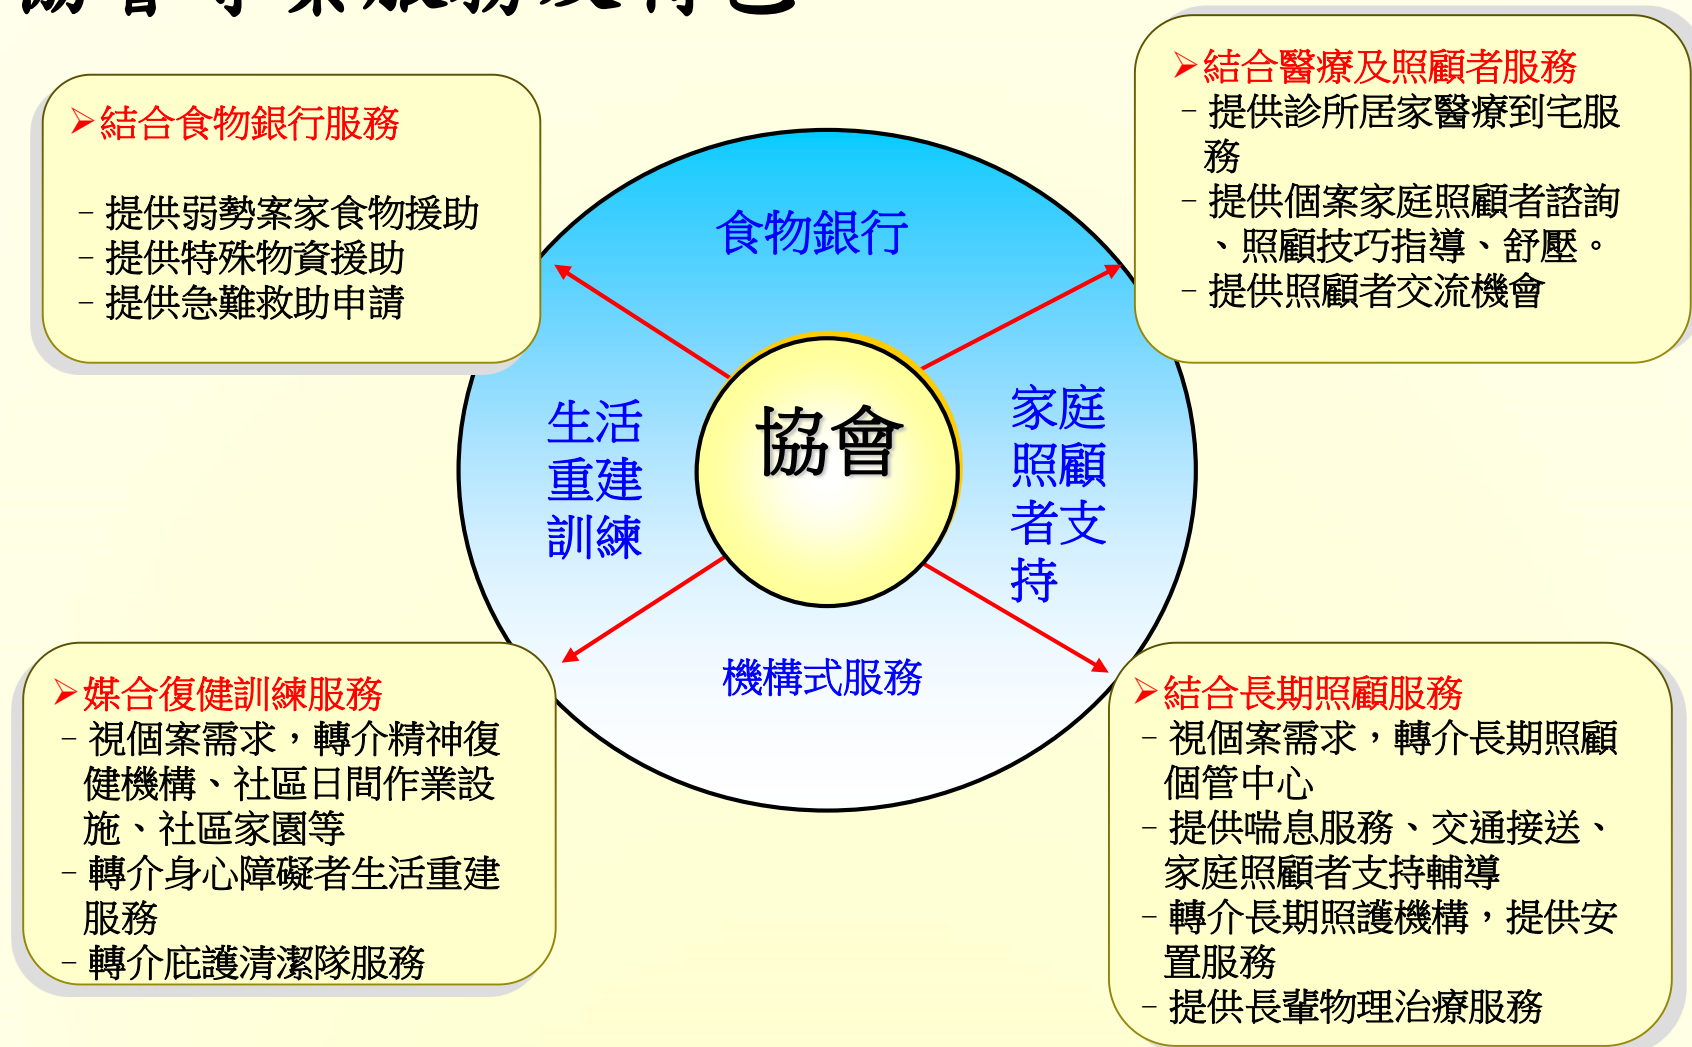 協會專業服務及特色
➢結合食物銀行服務
－提供弱勢案家食物援助
－提供特殊物資援助
－提供急難救助申請
➢結合醫療及照顧者服務
－提供診所居家醫療到宅服
務
－提供個案家庭照顧者諮詢
、照顧技巧指導、舒壓。
－提供照顧者交流機會
食物銀行
生活
重建
訓練
協會
家庭
照顧
者支
持
機構式服務
➢媒合復健訓練服務
－視個案需求，轉介精神復
健機構、社區日間作業設
施、社區家園等
－轉介身心障礙者生活重建
服務
－轉介庇護清潔隊服務
➢結合長期照顧服務
－視個案需求，轉介長期照顧
個管中心
－提供喘息服務、交通接送、
家庭照顧者支持輔導
－轉介長期照護機構，提供安
置服務
－提供長輩物理治療服務